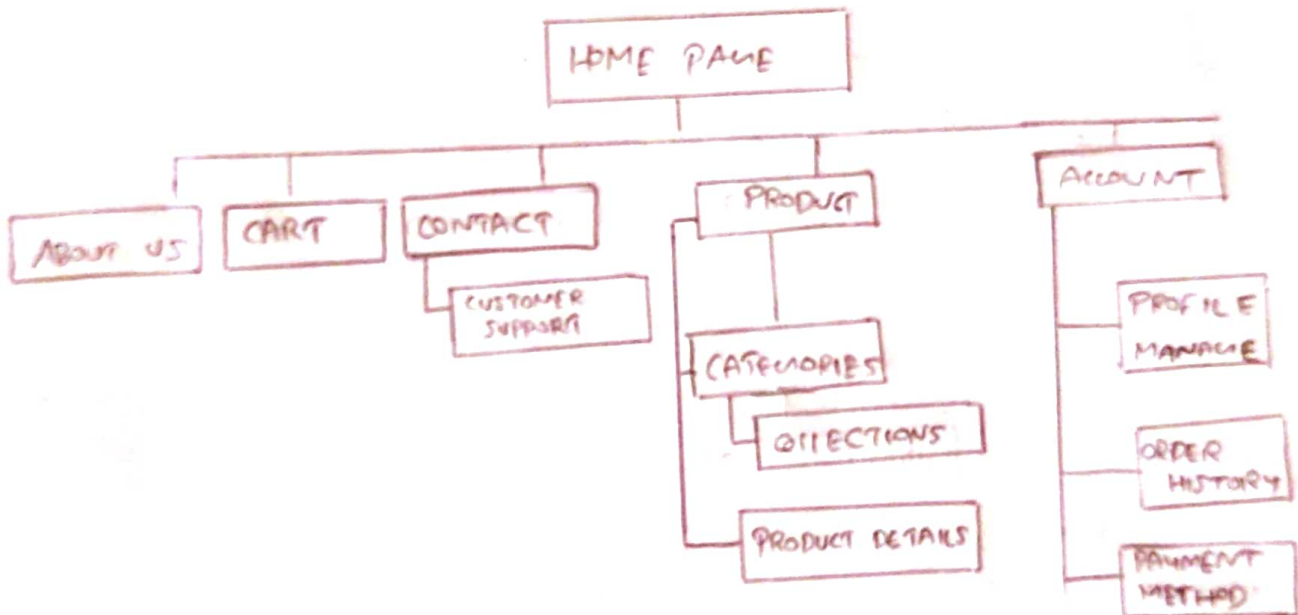 HOME PAGE
ABOUT US
CART
CONTACT
PRODUCT
ACCOUNT
CUSTOMER
SUPPORT
CATEGORIES
COLLECTIONS
PRODUCT DETAILS
PROFILE
MANAGE
ORDER
HISTORY
PAYMENT
METHOD